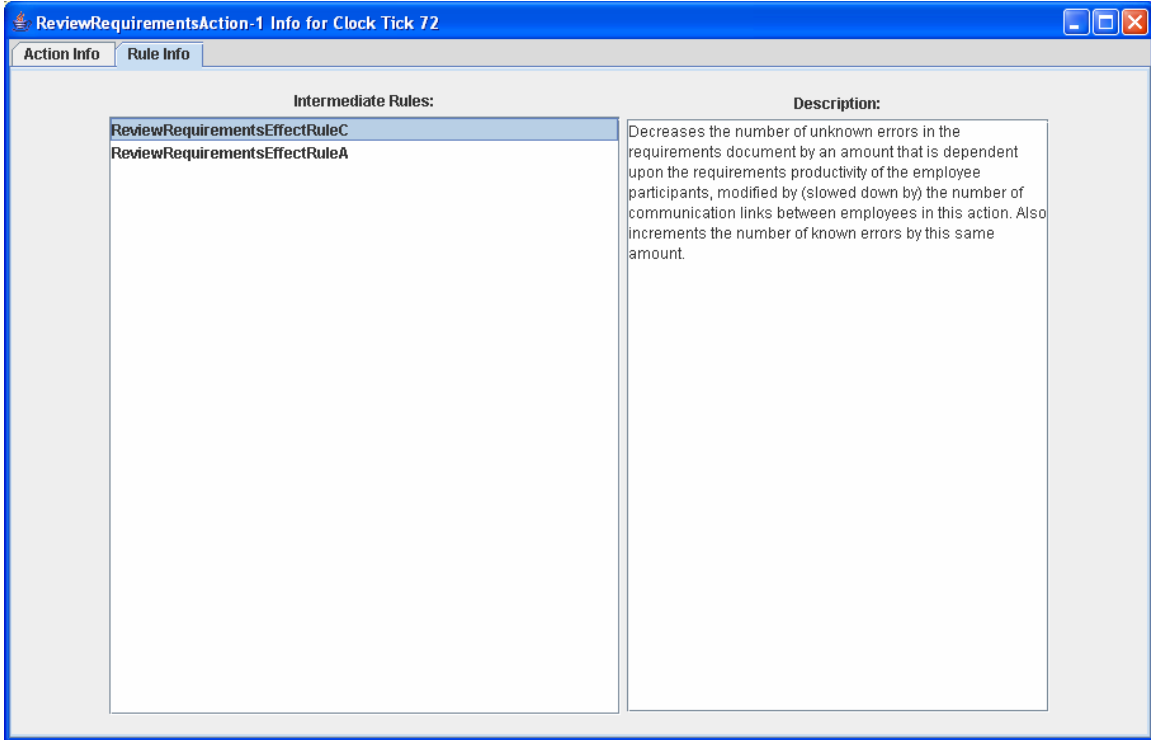 ReviewRequirementsAction-1 Info for Clock Tick 72
Action Info
Rule Info
Intermediate Rules:
ReviewRequirementsEffectRuleC
ReviewRequirementsEffectRuleA
Description:
Decreases the number of unknown errors in the
requirements document by an amount that is dependent
upon the requirements productivity of the employee
participants, modified by (slowed down by) the number of
communication links between employees in this action. Also
increments the number of known errors by this same
amount.